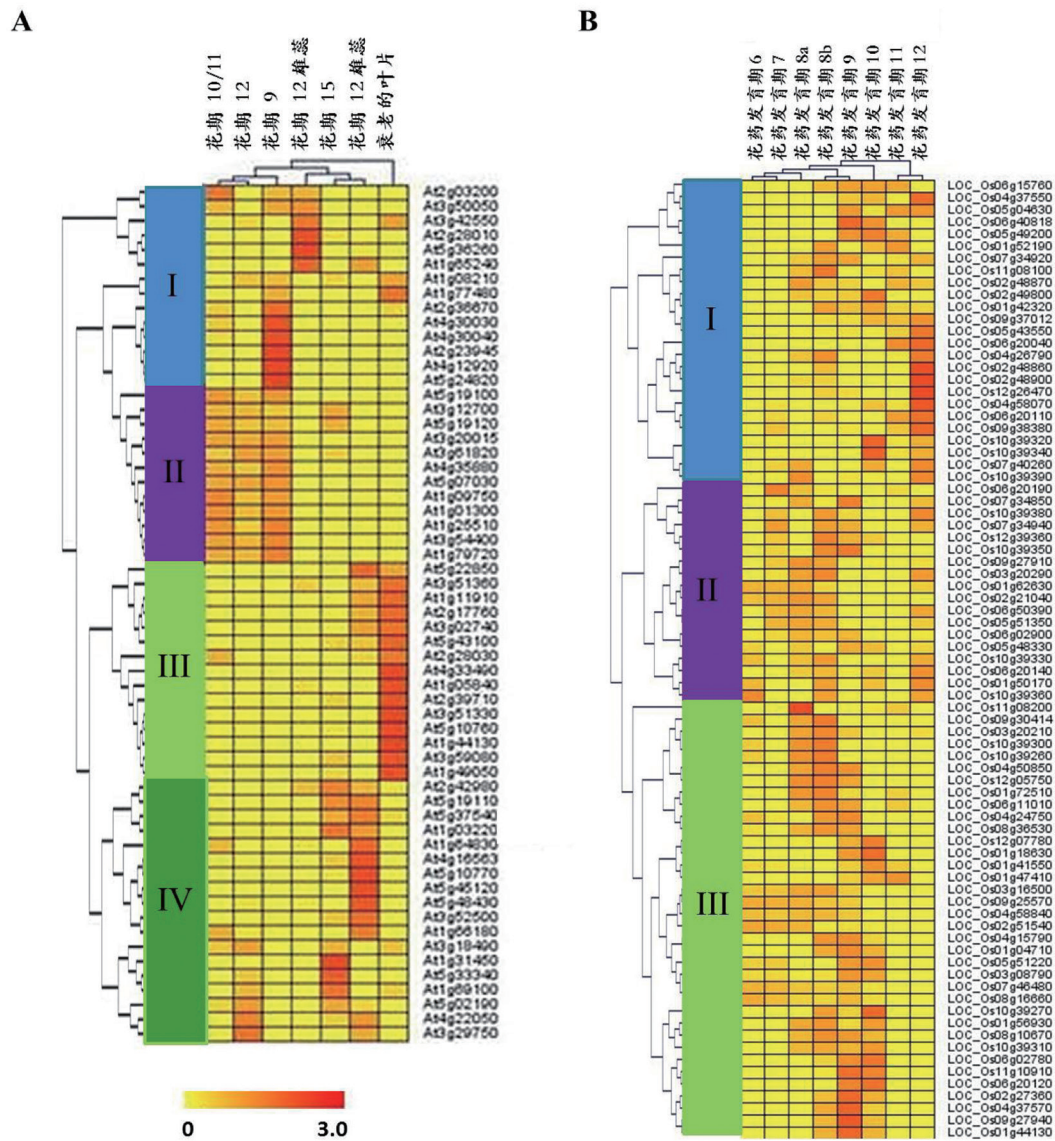 A
花期 10/11
花期 12
花期 9
花期 12 雄蕊
花期 15
花期 12 雄蕊
衰老的叶片
I
II
III
IV
At2g03200
At3g50050
At3g42550
At2g28010
At5g36260
At1g65240
At1g08210
At1g77480
At2g36670
At4g30030
At4g30040
At2g23945
At4g12920
At5g24820
At5g19100
At3g12700
At5g19120
At3g20015
At3g61820
At4g35880
At5g07030
At1g09750
At1g01300
At1g25510
At3g54400
At1g79720
At5g22850
At3g51360
At1g11910
At2g17760
At3g02740
At5g43100
At2g28030
At4g33490
At1g05840
At2g39710
At3g51330
At5g10760
At1g44130
At3g59080
At1g49050
At2g42980
At5g19110
At5g37540
At1g03220
At1g64830
At4g16563
At5g10770
At5g45120
At5g48430
At3g52500
At1g66180
At3g18490
At1g31450
At5g33340
At1g69100
At5g02190
At4g22050
At3g29750
0
3.0
B
花药发育期 6
花药发育期 7
花药发育期 8a
花药发育期 8b
花药发育期 9
花药发育期 10
花药发育期 11
花药发育期 12
I
II
III
LOC_Os06g15760
LOC_Os04g37550
LOC_Os05g04630
LOC_Os06g40818
LOC_Os05g49200
LOC_Os01g52190
LOC_Os07g34920
LOC_Os11g08100
LOC_Os02g48870
LOC_Os02g49800
LOC_Os01g42320
LOC_Os09g37012
LOC_Os05g43550
LOC_Os06g20040
LOC_Os04g26790
LOC_Os02g48860
LOC_Os02g48900
LOC_Os12g26470
LOC_Os04g58070
LOC_Os06g20110
LOC_Os09g38380
LOC_Os10g39320
LOC_Os10g39340
LOC_Os07g40260
LOC_Os10g39390
LOC_Os06g20190
LOC_Os07g34850
LOC_Os10g39380
LOC_Os07g34940
LOC_Os12g39360
LOC_Os10g39350
LOC_Os09g27910
LOC_Os03g20290
LOC_Os01g62630
LOC_Os02g21040
LOC_Os06g50390
LOC_Os05g51350
LOC_Os06g02900
LOC_Os05g48330
LOC_Os10g39330
LOC_Os06g20140
LOC_Os01g50170
LOC_Os10g39360
LOC_Os11g08200
LOC_Os09g30414
LOC_Os03g20210
LOC_Os10g39300
LOC_Os10g39260
LOC_Os04g50850
LOC_Os12g05750
LOC_Os01g72510
LOC_Os06g11010
LOC_Os04g24750
LOC_Os08g36530
LOC_Os12g07780
LOC_Os01g18630
LOC_Os01g41550
LOC_Os01g47410
LOC_Os03g16500
LOC_Os09g25570
LOC_Os04g58840
LOC_Os02g51540
LOC_Os04g15790
LOC_Os01g04710
LOC_Os05g51220
LOC_Os03g08790
LOC_Os07g46480
LOC_Os08g16660
LOC_Os10g39270
LOC_Os01g56930
LOC_Os08g10670
LOC_Os10g39310
LOC_Os06g02780
LOC_Os11g10910
LOC_Os06g20120
LOC_Os02g27360
LOC_Os04g37570
LOC_Os09g27940
LOC_Os01g44130